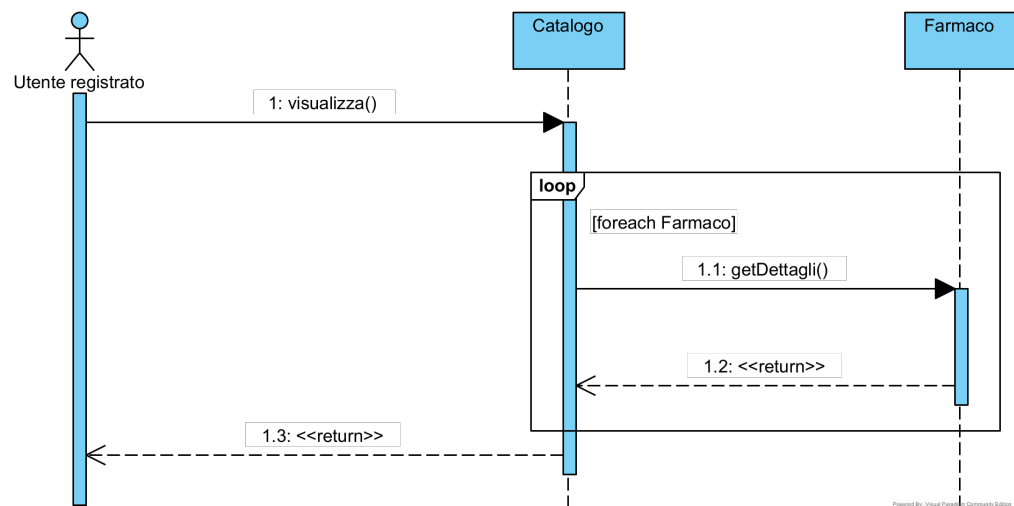 Catalogo
Farmaco
Utente registrato
1: visualizza()
loop
[foreach Farmaco]
1.1: getDettagli()
1.2: <<return>>
1.3: <<return>>
Powered By: Visual Paradigm Community Edition